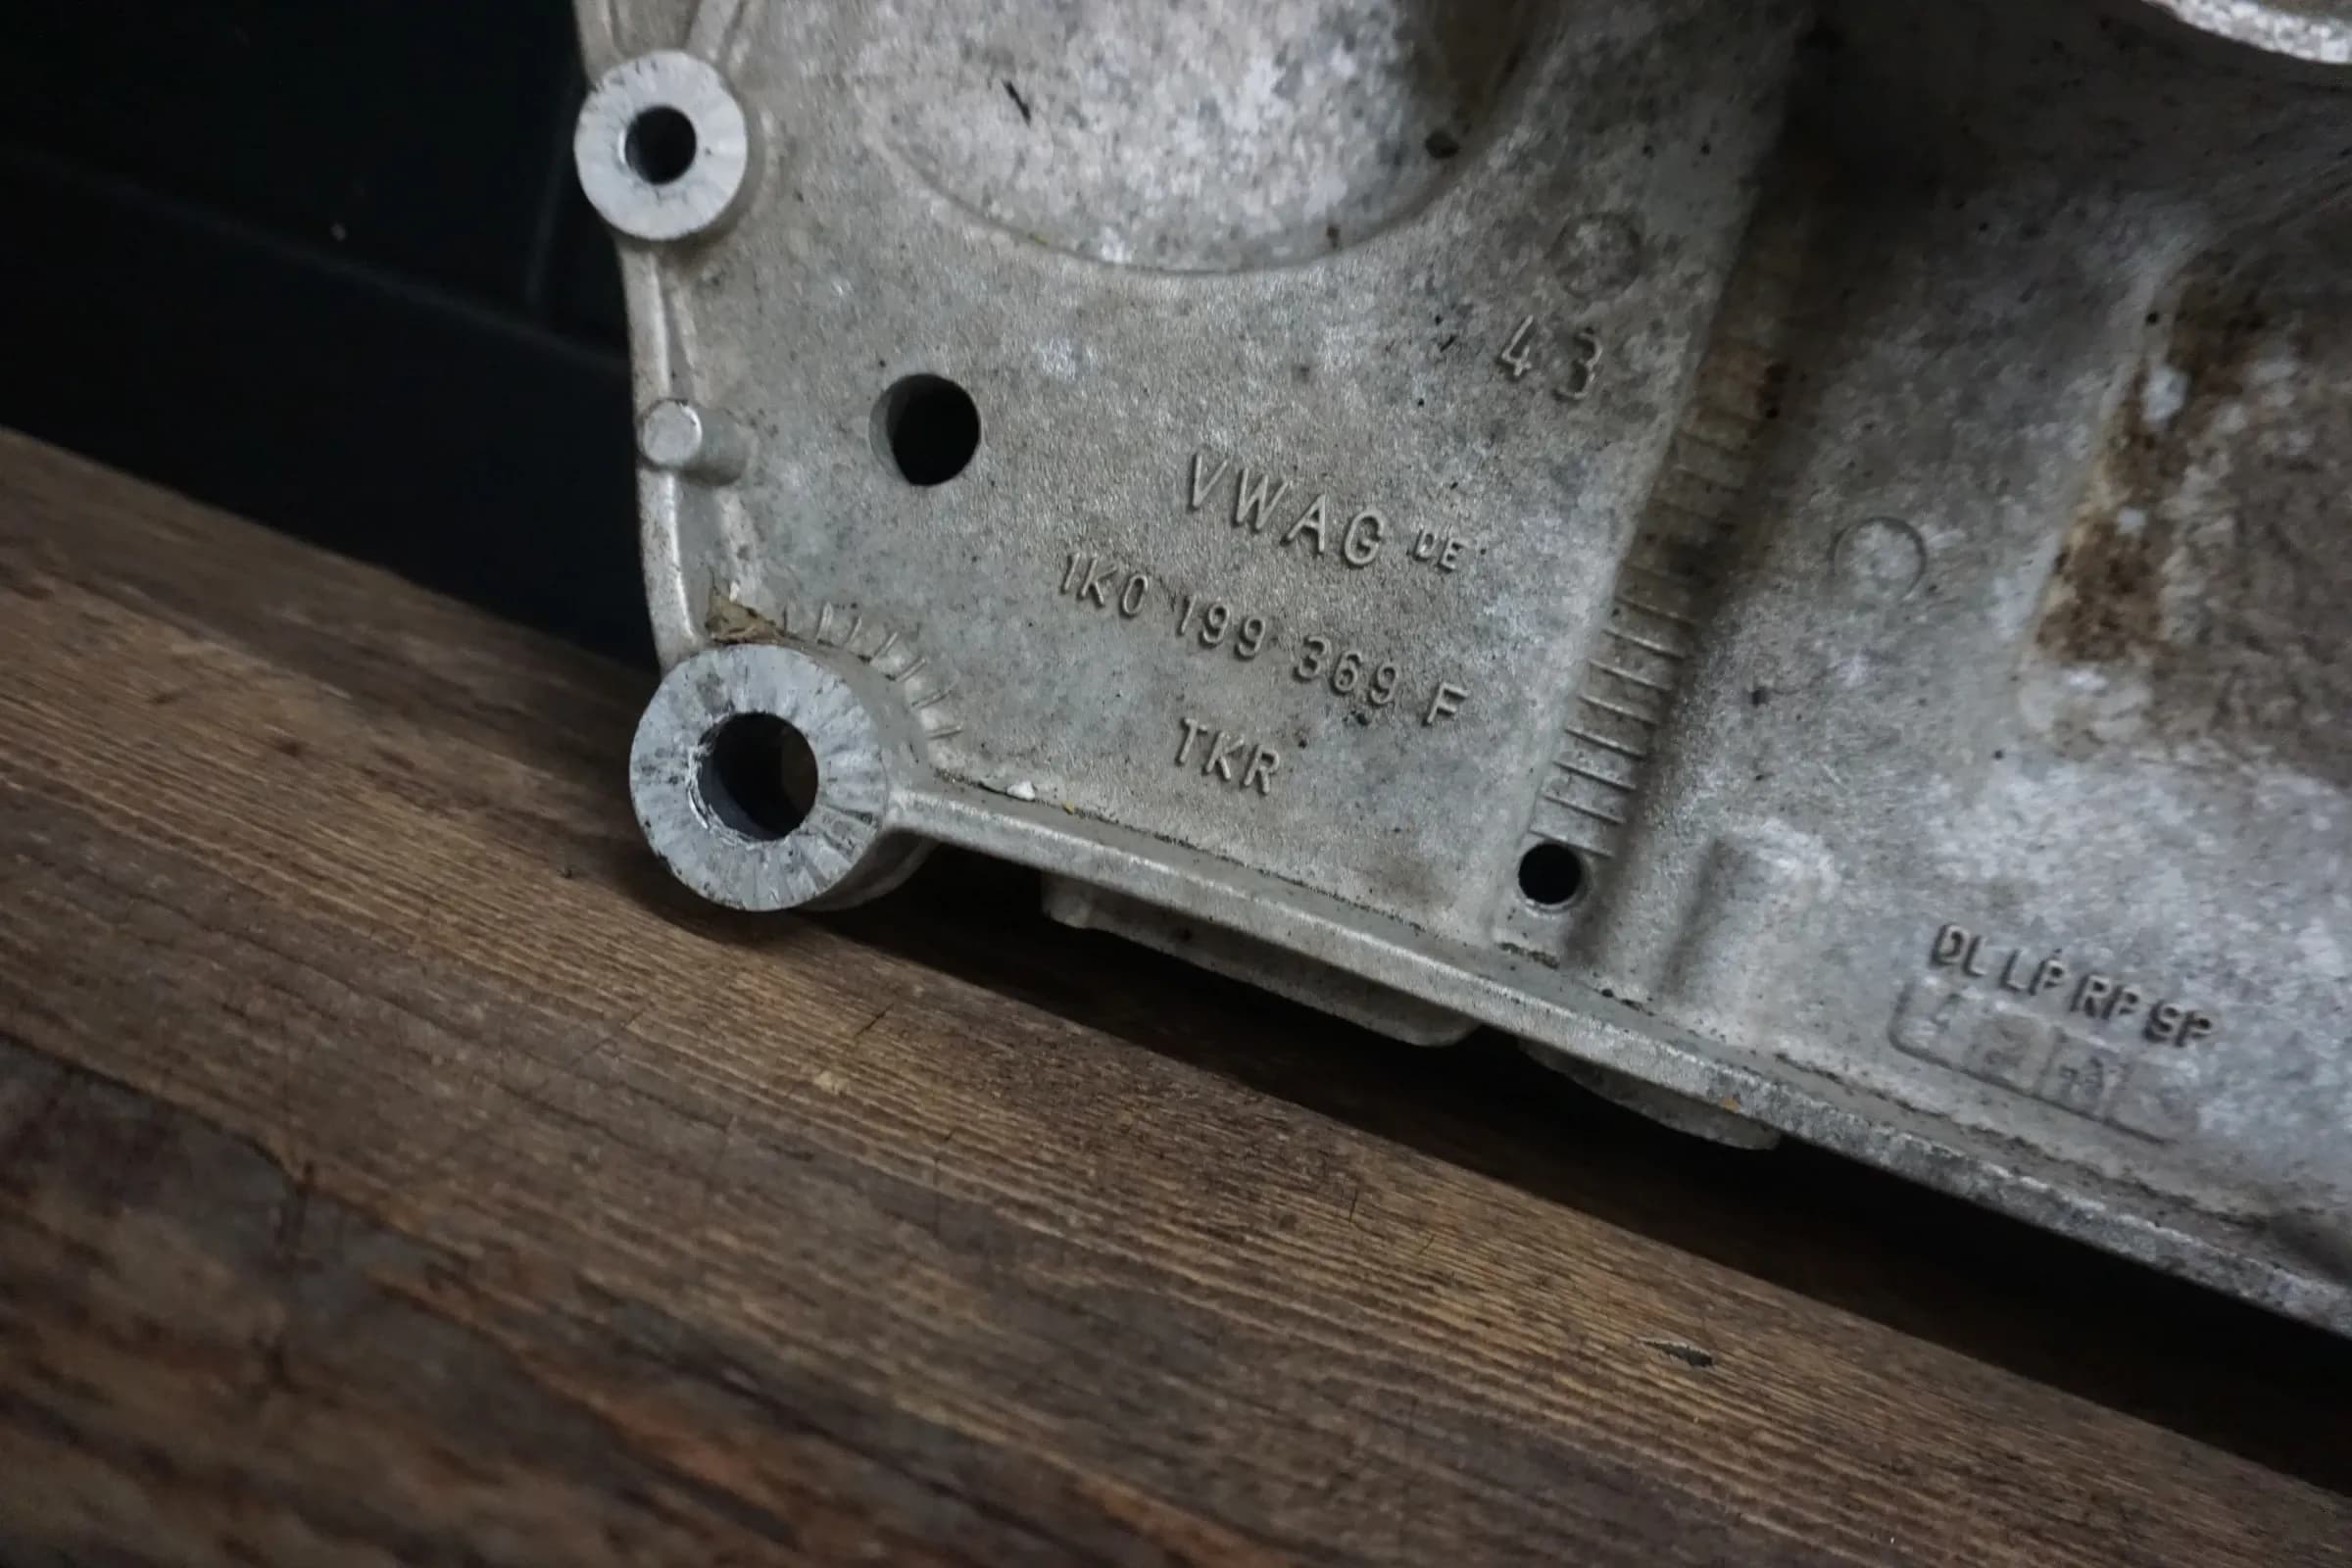 43
VWAG DE
1K0 199 369 F
TKR
DL LP RP SP